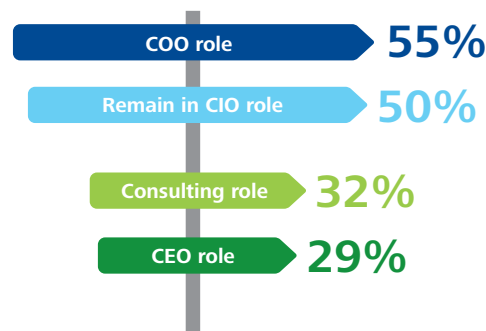 COO role 55%
Remain in CIO role 50%
Consulting role 32%
CEO role 29%